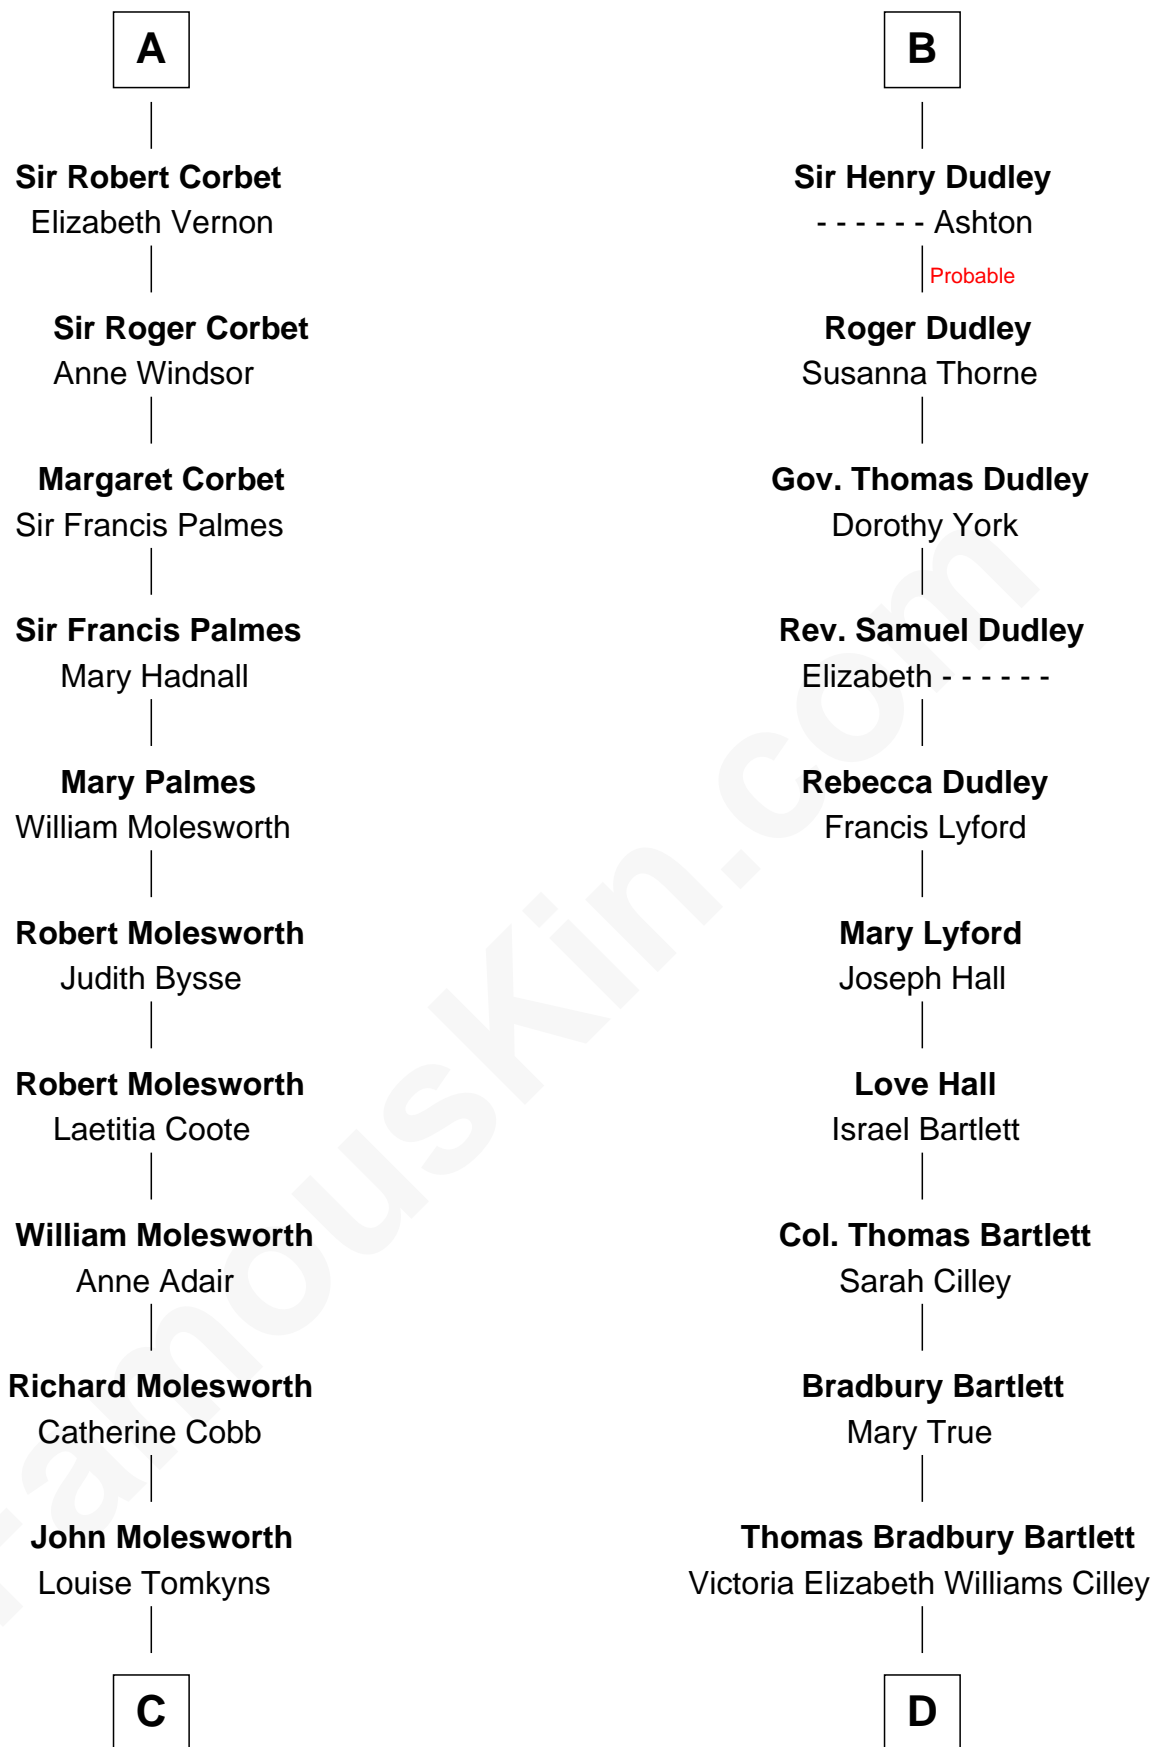 A
Sir Robert Corbet
Elizabeth Vernon
Sir Roger Corbet
Anne Windsor
Margaret Corbet
Sir Francis Palmes
Sir Francis Palmes
Mary Hadnall
Mary Palmes
William Molesworth
Robert Molesworth
Judith Bysse
Robert Molesworth
Laetitia Coote
William Molesworth
Anne Adair
Richard Molesworth
Catherine Cobb
John Molesworth
Louise Tomkyns
C
B
Sir Henry Dudley
- - - - - - Ashton
Probable
Roger Dudley
Susanna Thorne
Gov. Thomas Dudley
Dorothy York
Rev. Samuel Dudley
Elizabeth - - - - - -
Rebecca Dudley
Francis Lyford
Mary Lyford
Joseph Hall
Love Hall
Israel Bartlett
Col. Thomas Bartlett
Sarah Cilley
Bradbury Bartlett
Mary True
Thomas Bradbury Bartlett
Victoria Elizabeth Williams Cilley
D
FamousKin.com